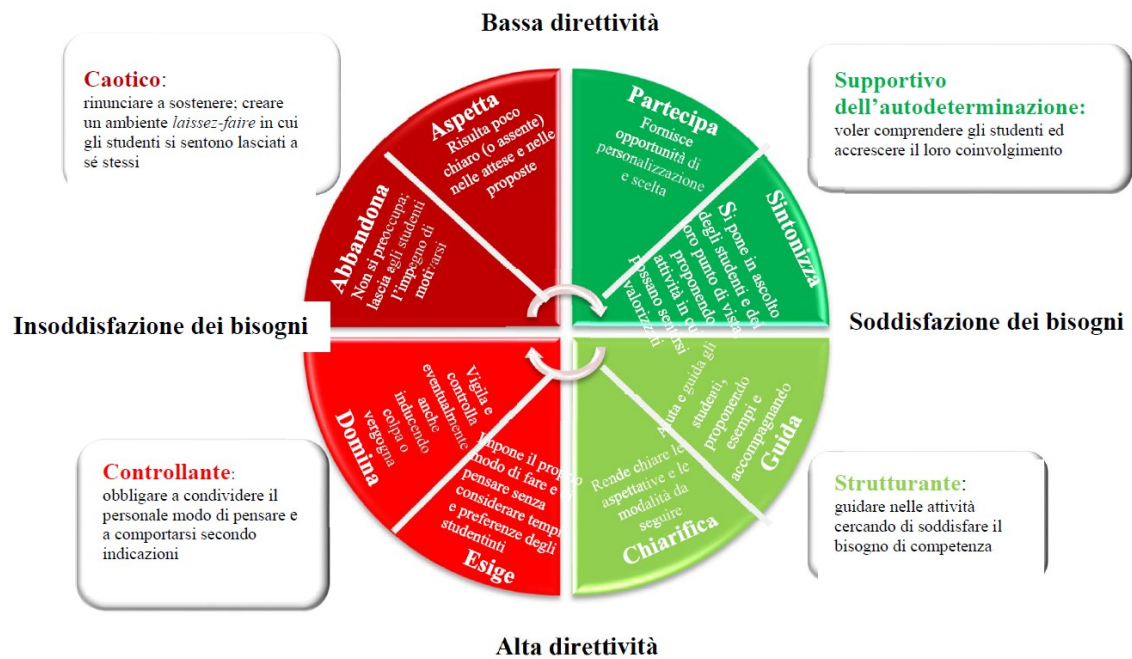 Bassa direttività
Caotico:
rinunciare a sostenere; creare
un ambiente laissez-faire in cui
gli studenti si sentono lasciati a
sé stessi
Supportivo
dell'autodeterminazione:
voler comprendere gli studenti ed
accrescere il loro coinvolgimento
Aspetta
Risulta poco
chiaro (o assente)
nelle attese e nelle
proposte
Partecipa
Fornisce
opportunità di
personalizzazione
e scelta
Abbandona
Non si preoccupa;
lascia agli studenti
l'impegno di
motivarsi
Sintonizza
Si pone in ascolto
degli studenti e del
loro punto di vista,
proponendo
attività in cui
possano sentirsi
valorizzati
Insoddisfazione dei bisogni
Soddisfazione dei bisogni
Domina
Vigila e
controlla
eventualmente
anche
inducendo
colpa o
vergogna
Guida
Aiuta e guida gli
studenti,
proponendo
esempi e
accompagnando
Esige
Impone il proprio
modo di fare e
pensare senza
considerare tempi
e preferenze degli
studentinti
Chiarifica
Rende chiare le
aspettative e le
modalità da
seguire
Controllante:
obbligare a condividere il
personale modo di pensare e
a comportarsi secondo
indicazioni
Strutturante:
guidare nelle attività
cercando di soddisfare il
bisogno di competenza
Alta direttività